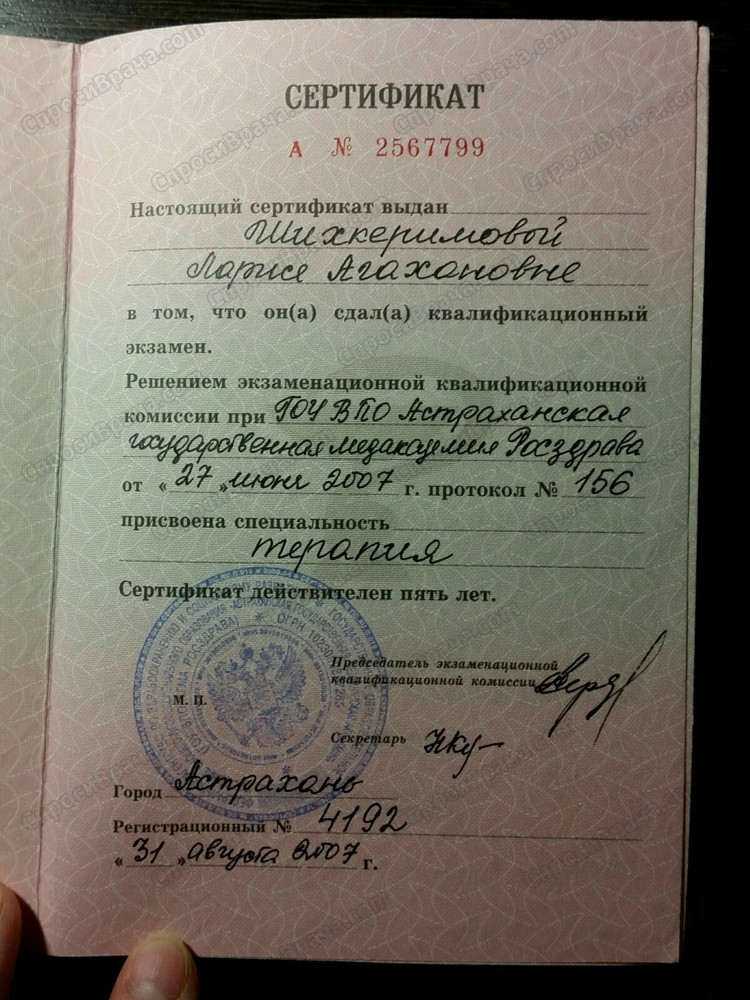 СЕРТИФИКАТ
А № 2567799
Настоящий сертификат выдан
Шихкеримовой
Ларисе Агахановне
в том, что он(а) сдал(а) квалификационный
экзамен.
Решением экзаменационной квалификационной
комиссии при ГОУ ВПО Астраханская
государственная медакадемия Росздрава
от «27» июня 2007 г. протокол № 156
присвоена специальность
терапия
Сертификат действителен пять лет.
Председатель экзаменационной
квалификационной комиссии
М. П.
Секретарь
Город Астрахань
Регистрационный № 4192
«31» августа 2007 г.
СпросиВрача.com